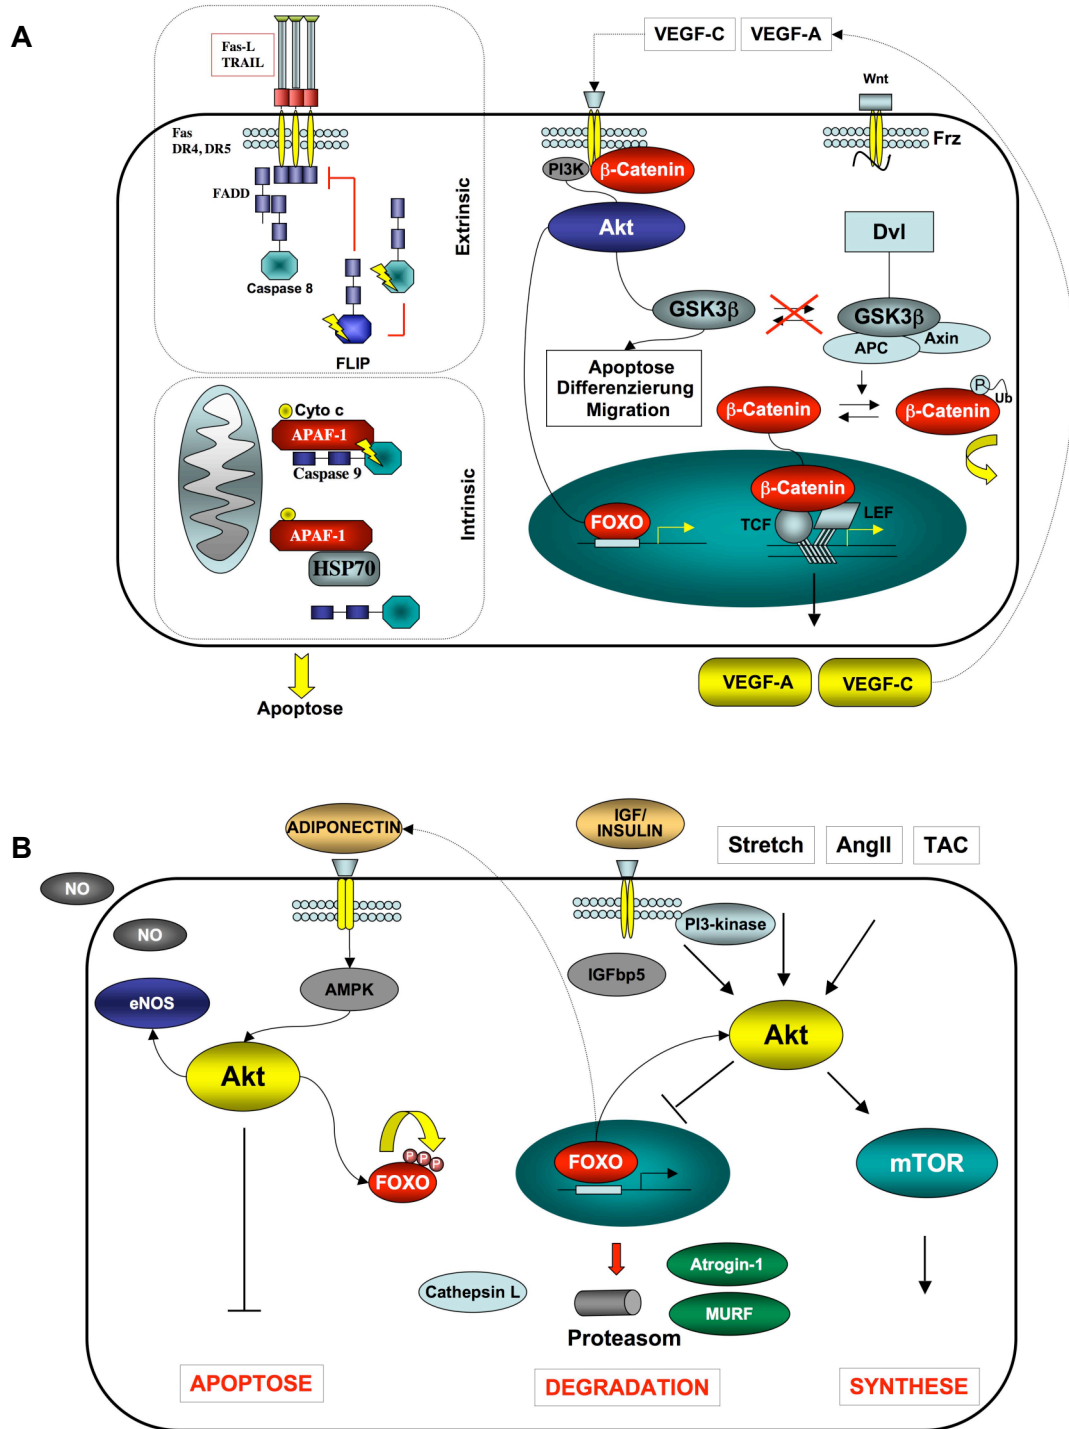 A
Fas-L
TRAIL
Fas
DR4, DR5
FADD
Caspase 8
FLIP
Extrinsic
Cyto c
APAF-1
Caspase 9
APAF-1
HSP70
Intrinsic
Apoptose
VEGF-C
VEGF-A
Wnt
Frz
PI3K
β-Catenin
Akt
Dvl
GSK3β
GSK3β
APC
Axin
Apoptose
Differenzierung
Migration
β-Catenin
P
Ub
β-Catenin
β-Catenin
FOXO
TCF
LEF
VEGF-A
VEGF-C
B
ADIPONECTIN
IGF/
INSULIN
Stretch
AngII
TAC
NO
NO
PI3-kinase
eNOS
AMPK
IGFbp5
Akt
Akt
P P P
FOXO
FOXO
mTOR
Cathepsin L
Atrogin-1
MURF
Proteasom
APOPTOSE
DEGRADATION
SYNTHESE